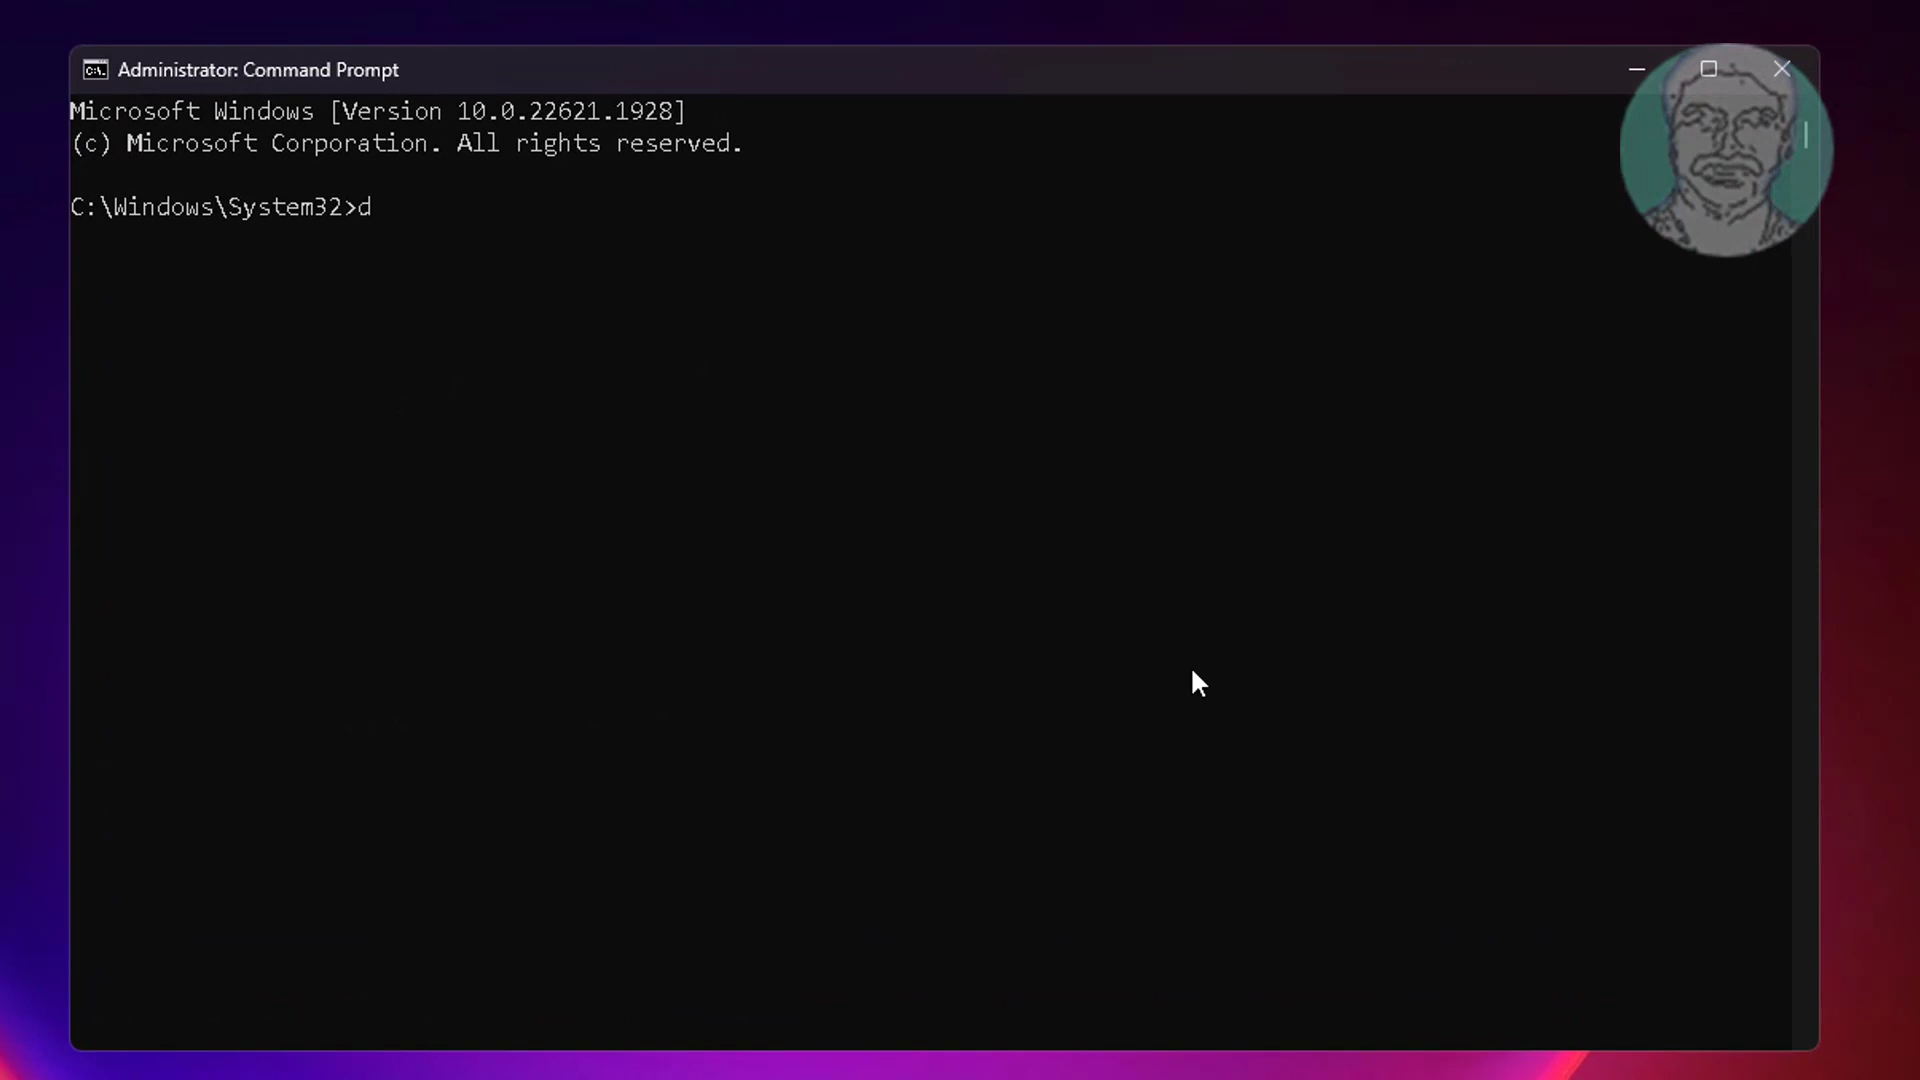 Administrator: Command Prompt
Microsoft Windows [Version 10.0.22621.1928]
(c) Microsoft Corporation. All rights reserved.
C:\Windows\System32>d